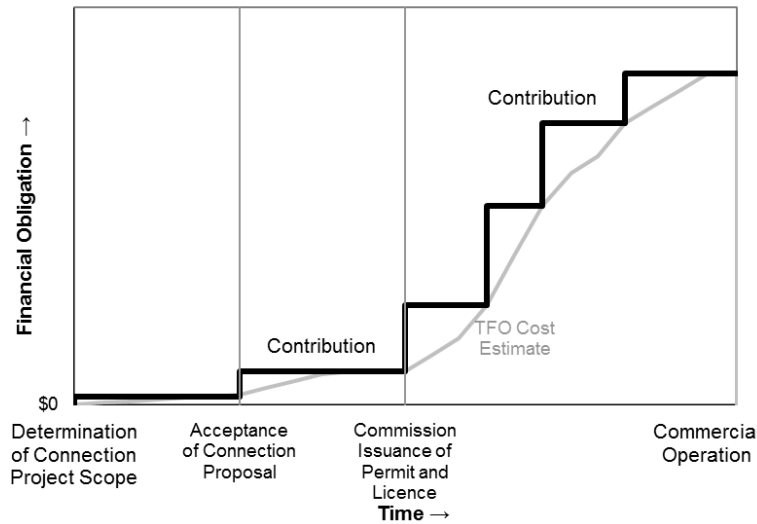 Financial Obligation →
Contribution
Contribution
TFO Cost
Estimate
$0
Determination
of Connection
Project Scope
Acceptance
of Connection
Proposal
Commission
Issuance of
Permit and
Licence
Commercia
Operation
Time →